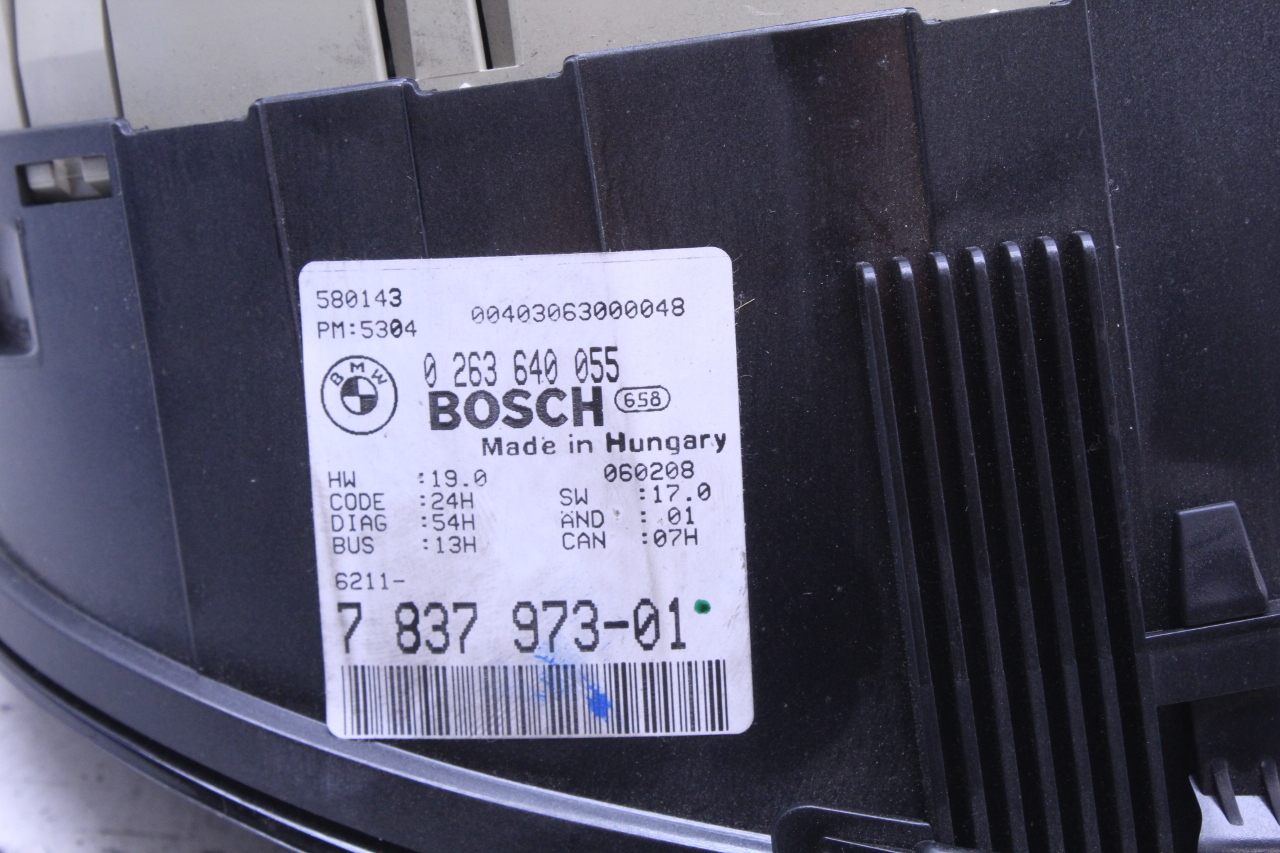 580143
PM:5304
00403063000048
BMW
0 263 640 055
BOSCH 658
Made in Hungary
060208
HW :19.0
CODE :24H SW :17.0
DIAG :54H AND : 01
BUS :13H CAN :07H
6211-
7 837 973-01